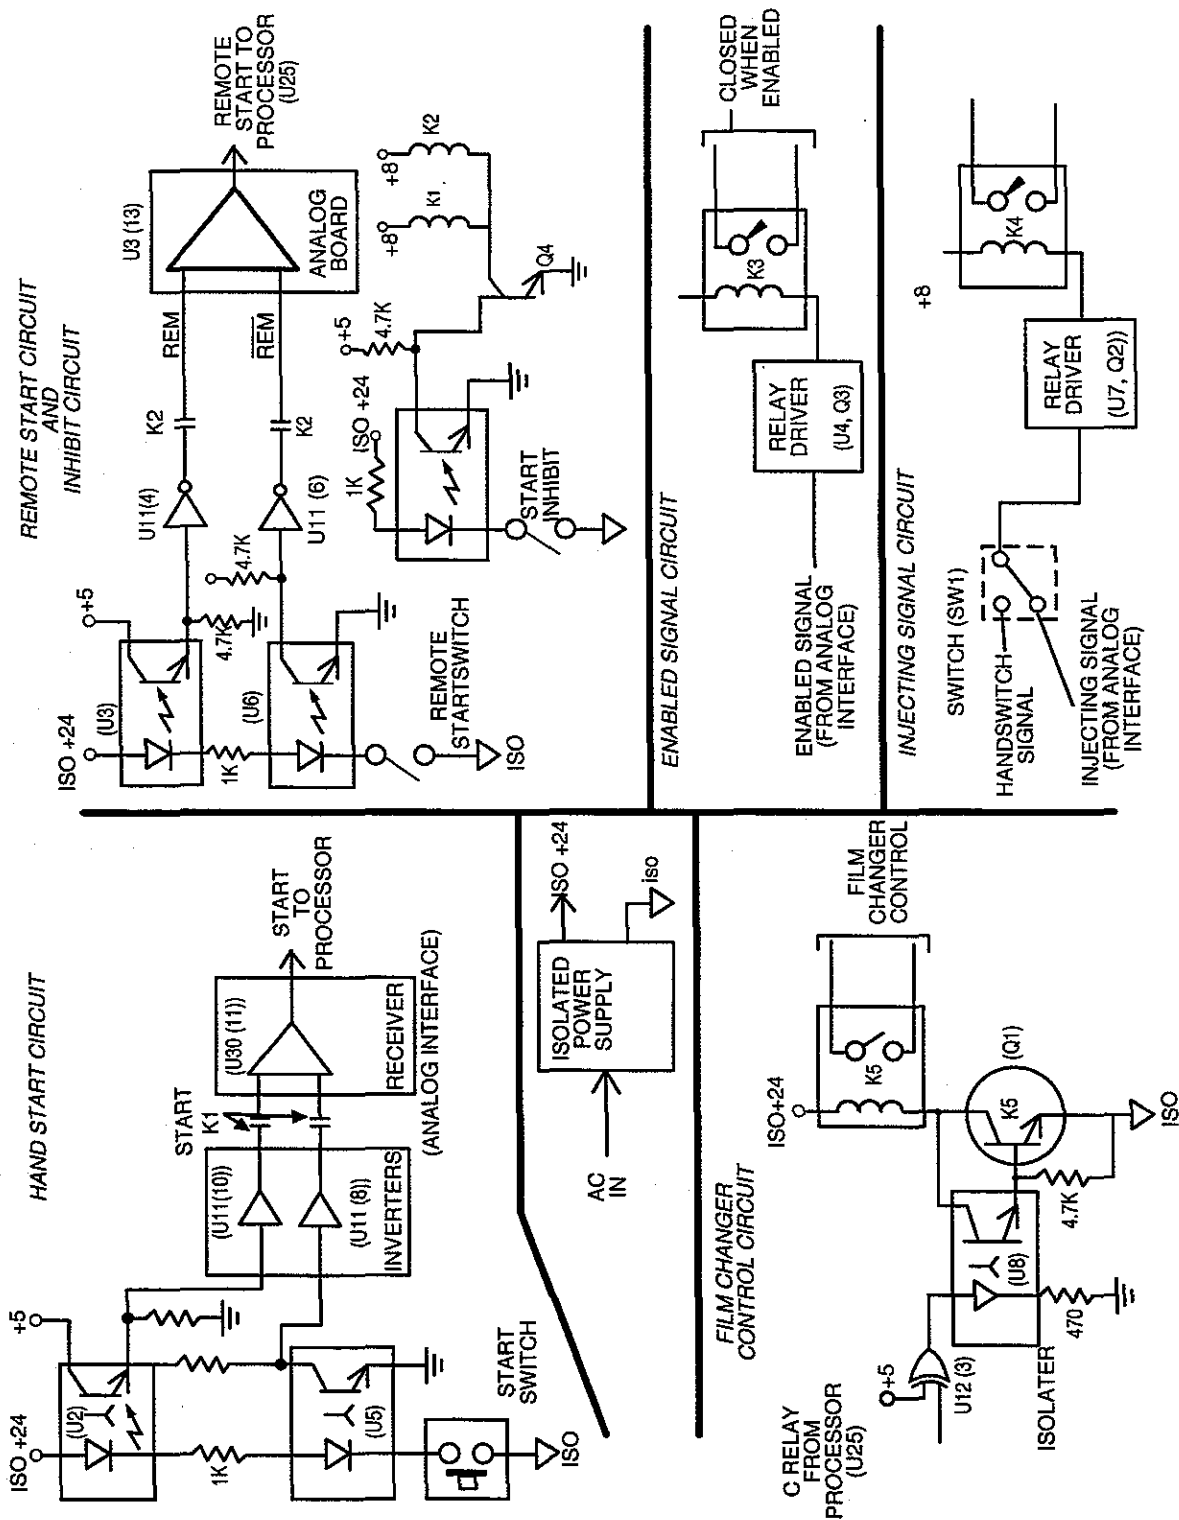 HAND START CIRCUIT
ISO +24
+5
(U2)
1K
(U5)
START
SWITCH
ISO
(U11(10))
(U11 (8))
INVERTERS
START
K1
(U30 (11))
RECEIVER
(ANALOG INTERFACE)
START
TO
PROCESSOR
REMOTE START CIRCUIT
AND
INHIBIT CIRCUIT
ISO +24
+5
(U3)
4.7K
1K
(U6)
4.7K
REMOTE
STARTSWITCH
ISO
U11(4)
U11 (6)
K2
K2
REM
REM
U3 (13)
ANALOG
BOARD
REMOTE
START TO
PROCESSOR
(U25)
1K
ISO +24
+5
4.7K
START
INHIBIT
Q4
+8
K1
+8
K2
AC
IN
ISOLATED
POWER
SUPPLY
ISO +24
iso
FILM CHANGER
CONTROL CIRCUIT
C RELAY
FROM
PROCESSOR
(U25)
+5
U12 (3)
ISOLATER
(U8)
470
4.7K
ISO+24
K5
K5
(Q1)
ISO
FILM
CHANGER
CONTROL
ENABLED SIGNAL CIRCUIT
ENABLED SIGNAL
(FROM ANALOG
INTERFACE)
RELAY
DRIVER
(U4, Q3)
K3
CLOSED
WHEN
ENABLED
INJECTING SIGNAL CIRCUIT
SWITCH (SW1)
HANDSWITCH
SIGNAL
INJECTING SIGNAL
(FROM ANALOG
INTERFACE)
RELAY
DRIVER
(U7, Q2))
+8
K4